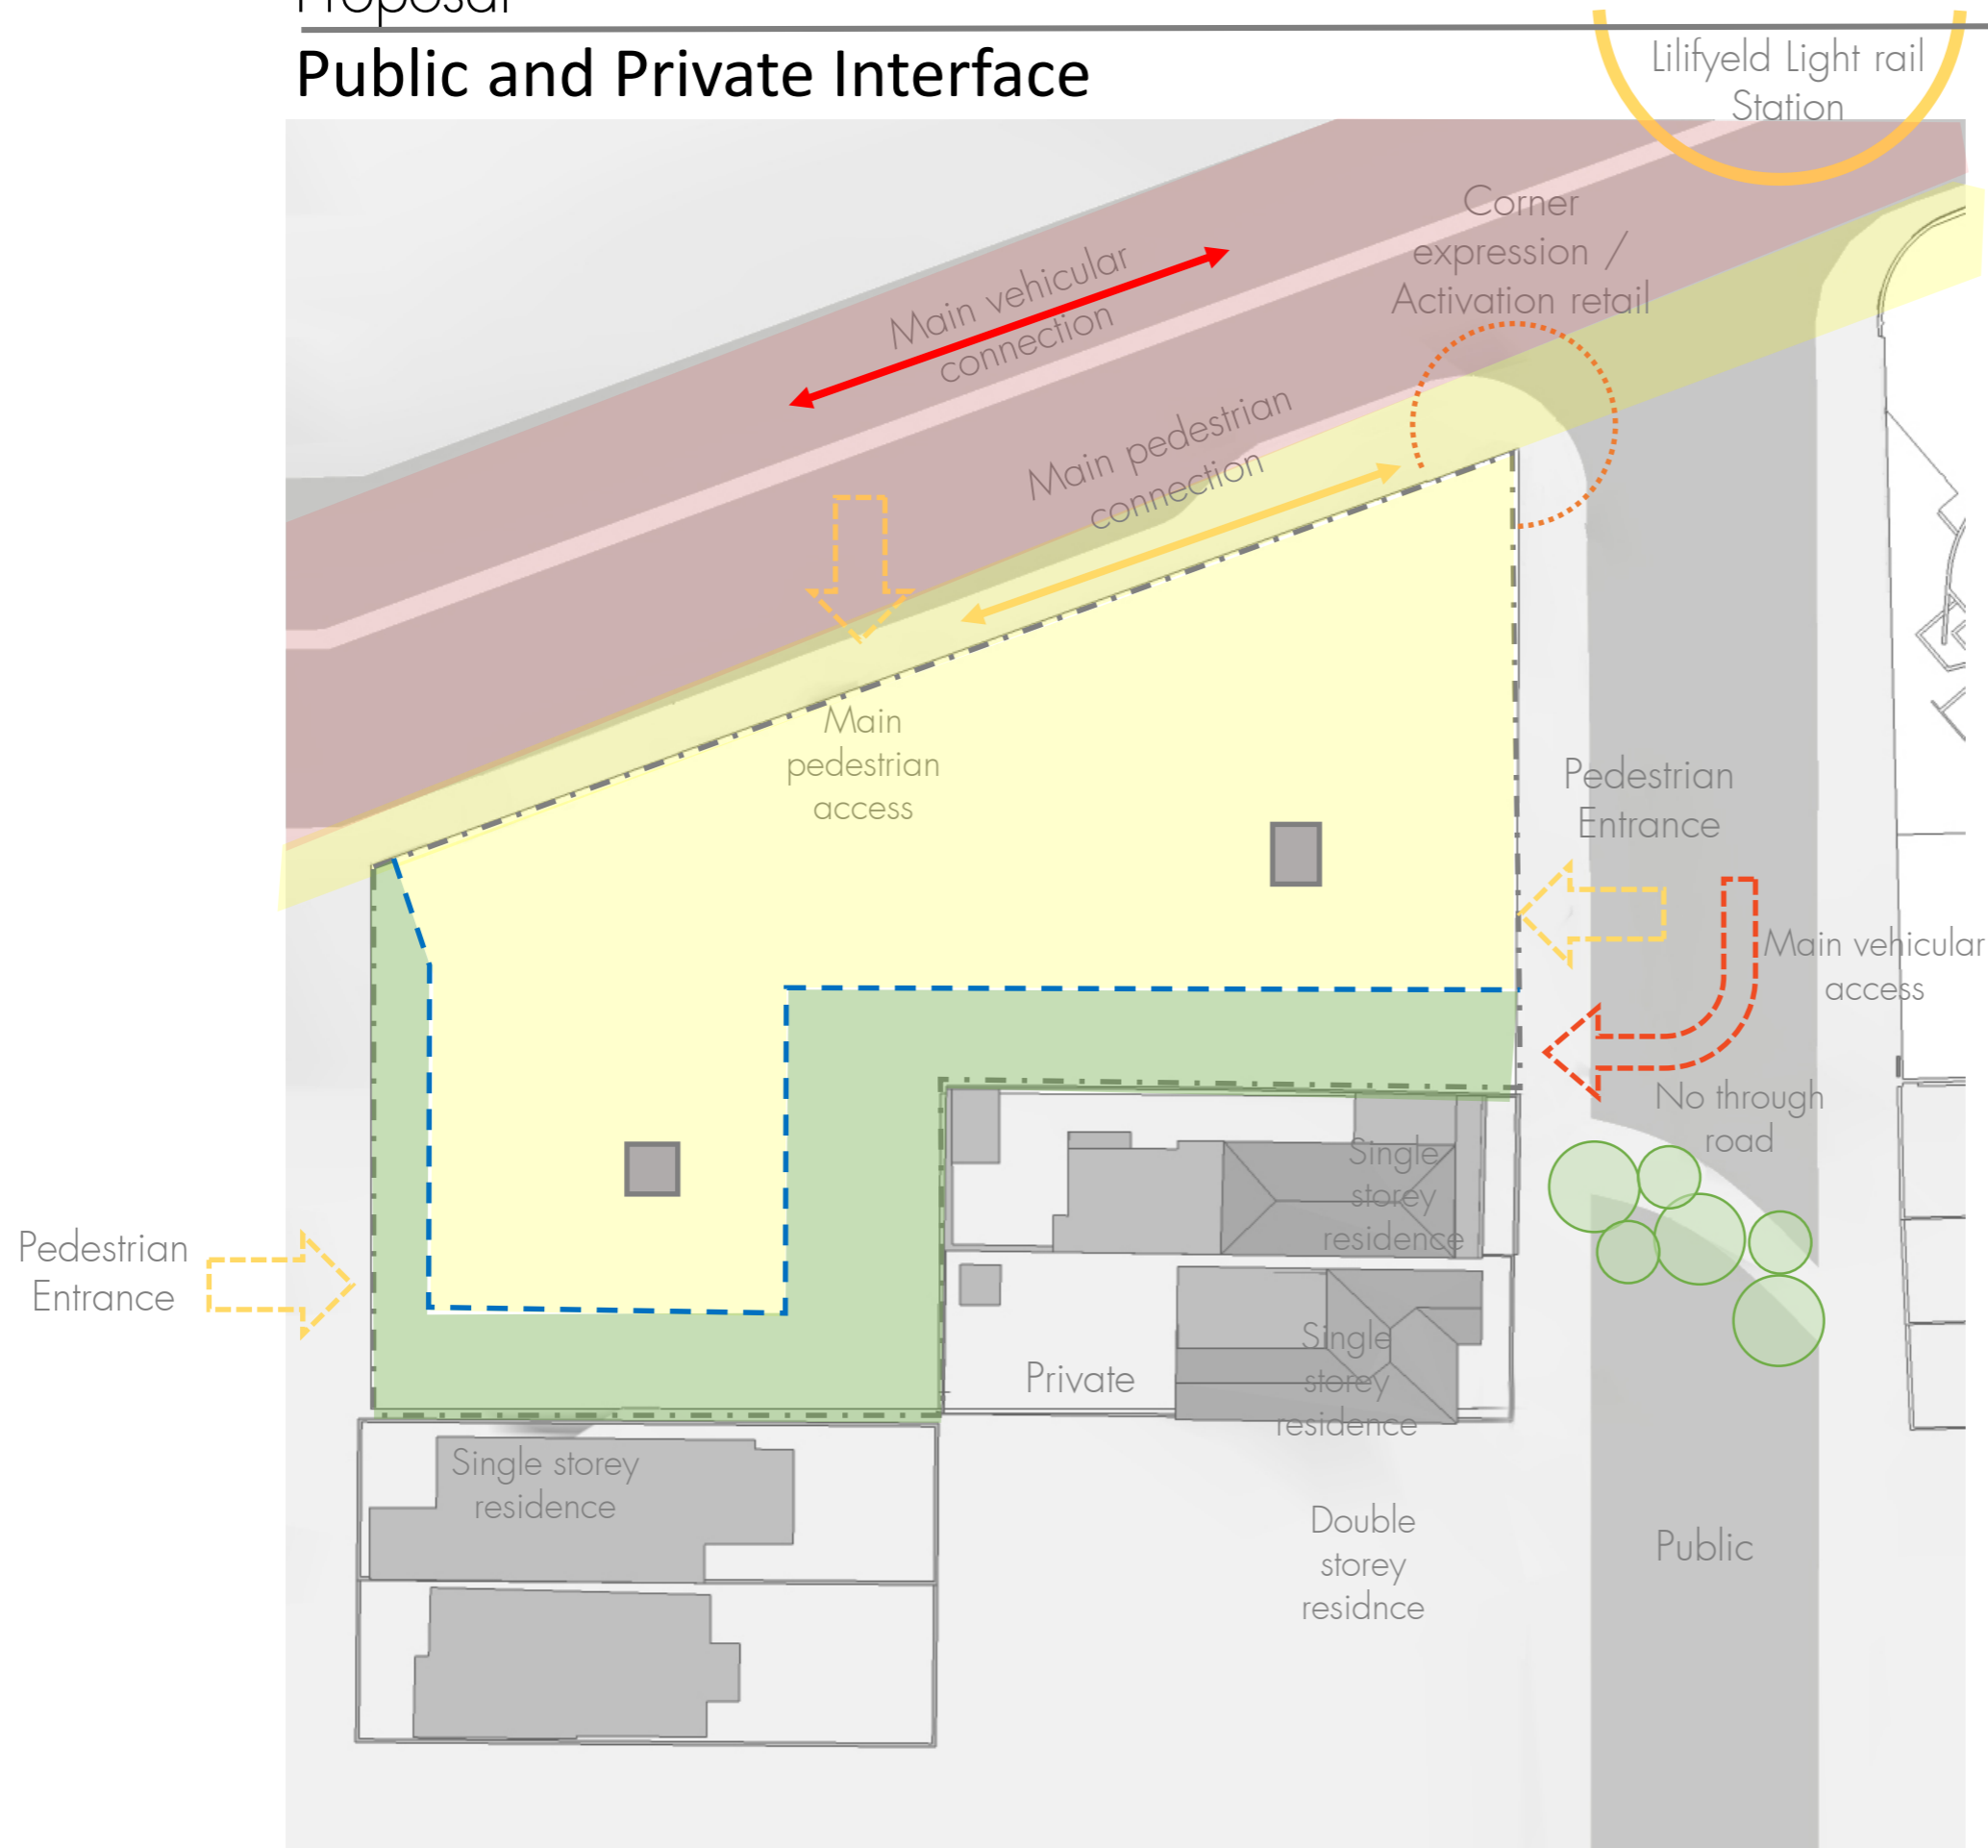 Proposal
Public and Private Interface
Lilifyeld Light rail
Station
Corner
expression /
Activation retail
Main vehicular
connection
Main pedestrian
connection
Main
pedestrian
access
Pedestrian
Entrance
Main vehicular
access
No through
road
Single
storey
residence
Pedestrian
Entrance
Private
Single
storey
residence
Single storey
residence
Double
storey
residnce
Public